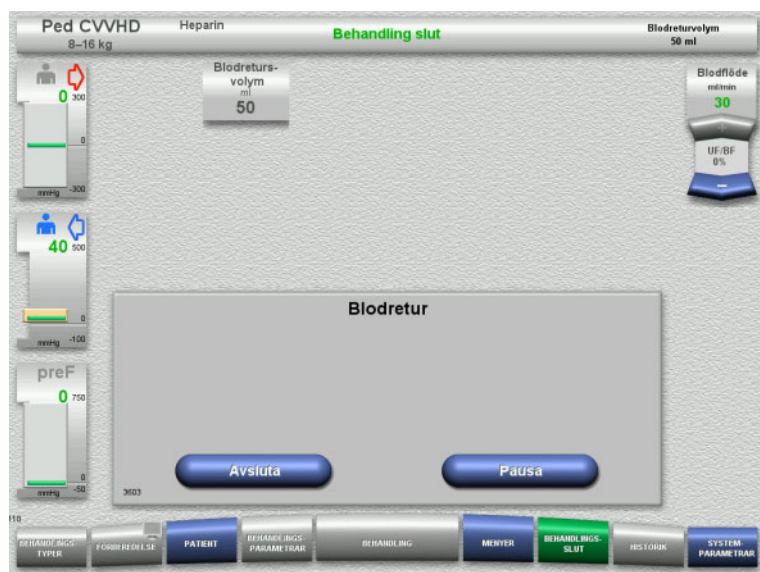 Ped CVVHD
8–16 kg
Heparin
Behandling slut
Blodreturvolym
50 ml
0
300
0
-300
mmHg
Blodreturs-
volym
ml
50
Blodflöde
ml/min
30
+
UF/BF
0%
–
40
500
0
-100
mmHg
preF
0
750
0
-50
mmHg
Blodretur
Avsluta
Pausa
3603
BEHANDLINGS-
TYPER
FÖRBEREDELSE
PATIENT
BEHANDLINGS-
PARAMETRAR
BEHANDLING
MENYER
BEHANDLINGS-
SLUT
HISTORIK
SYSTEM-
PARAMETRAR